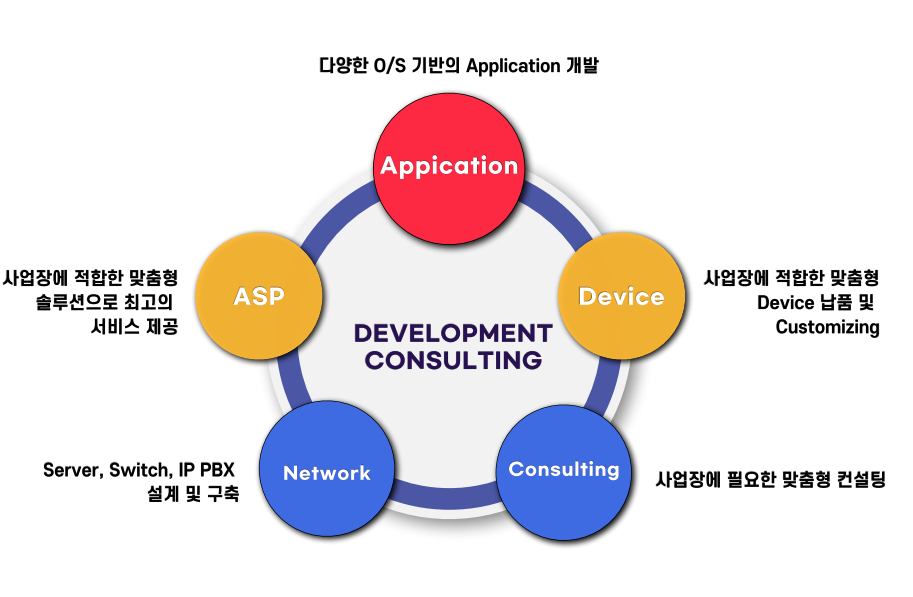 다양한 O/S 기반의 Application 개발
Appication
사업장에 적합한 맞춤형
솔루션으로 최고의
서비스 제공
ASP
Device
사업장에 적합한 맞춤형
Device 납품 및
Customizing
DEVELOPMENT
CONSULTING
Server, Switch, IP PBX
설계 및 구축
Network
Consulting
사업장에 필요한 맞춤형 컨설팅